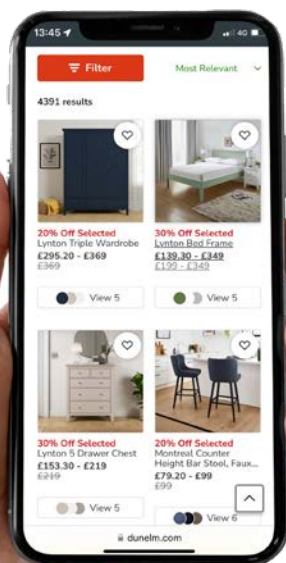 13:45
4G
Filter
Most Relevant
4391 results
20% Off Selected
Lynton Triple Wardrobe
£295.20 - £369
£369
30% Off Selected
Lynton Bed Frame
£139.30 - £349
£199 - £349
View 5
View 5
30% Off Selected
Lynton 5 Drawer Chest
£153.30 - £219
£219
20% Off Selected
Montreal Counter
Height Bar Stool, Faux...
£79.20 - £99
£99
View 5
View 6
dunelm.com